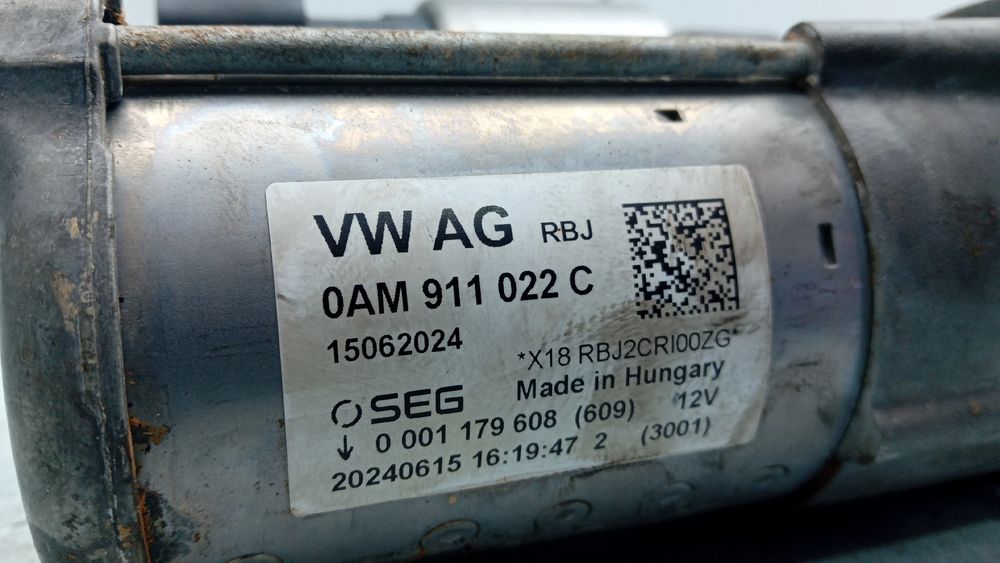 VW AG RBJ
0AM 911 022 C
15062024
*X18 RBJ2CRI00ZG*
Made in Hungary
SEG
12V
↓ 0 001 179 608 (609)
20240615 16:19:47 2 (3001)